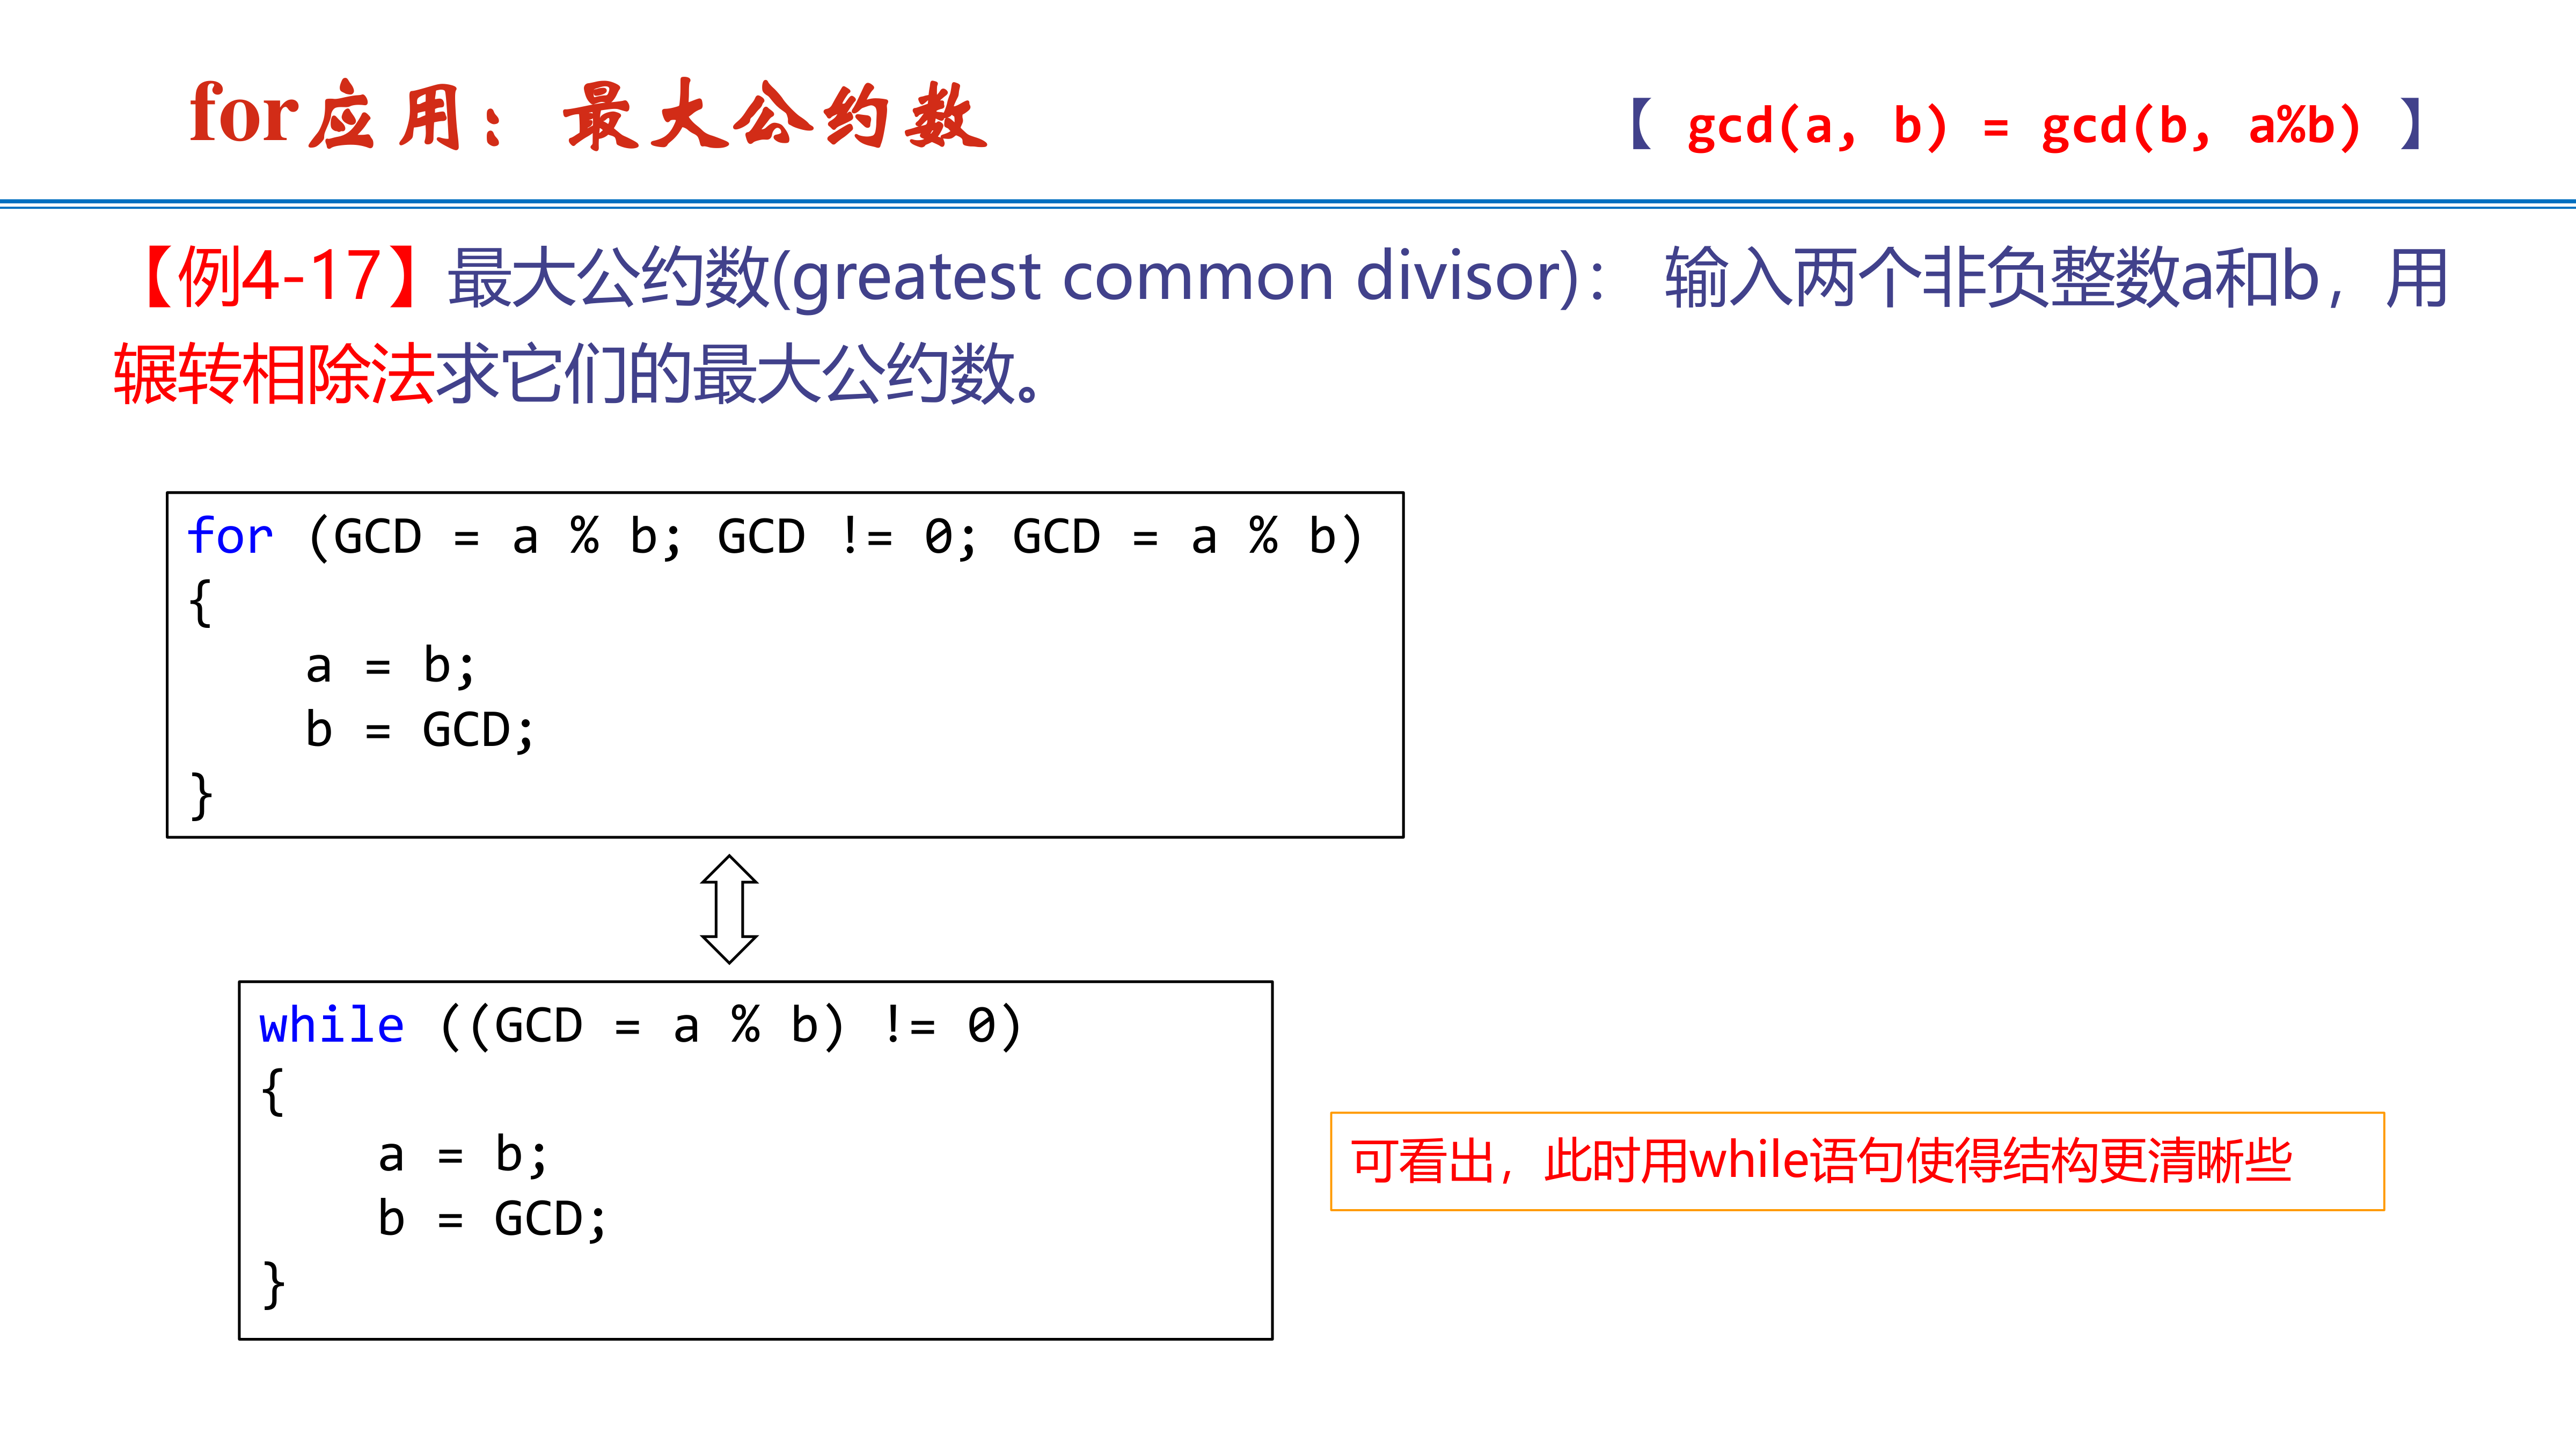 for应用：最大公约数
【 gcd(a, b) = gcd(b, a%b) 】
【例4-17】最大公约数(greatest common divisor)： 输入两个非负整数a和b，用
辗转相除法求它们的最大公约数。
for (GCD = a % b; GCD != 0; GCD = a % b)
{
    a = b;
    b = GCD;
}
while ((GCD = a % b) != 0)
{
    a = b;
    b = GCD;
}
可看出，此时用while语句使得结构更清晰些